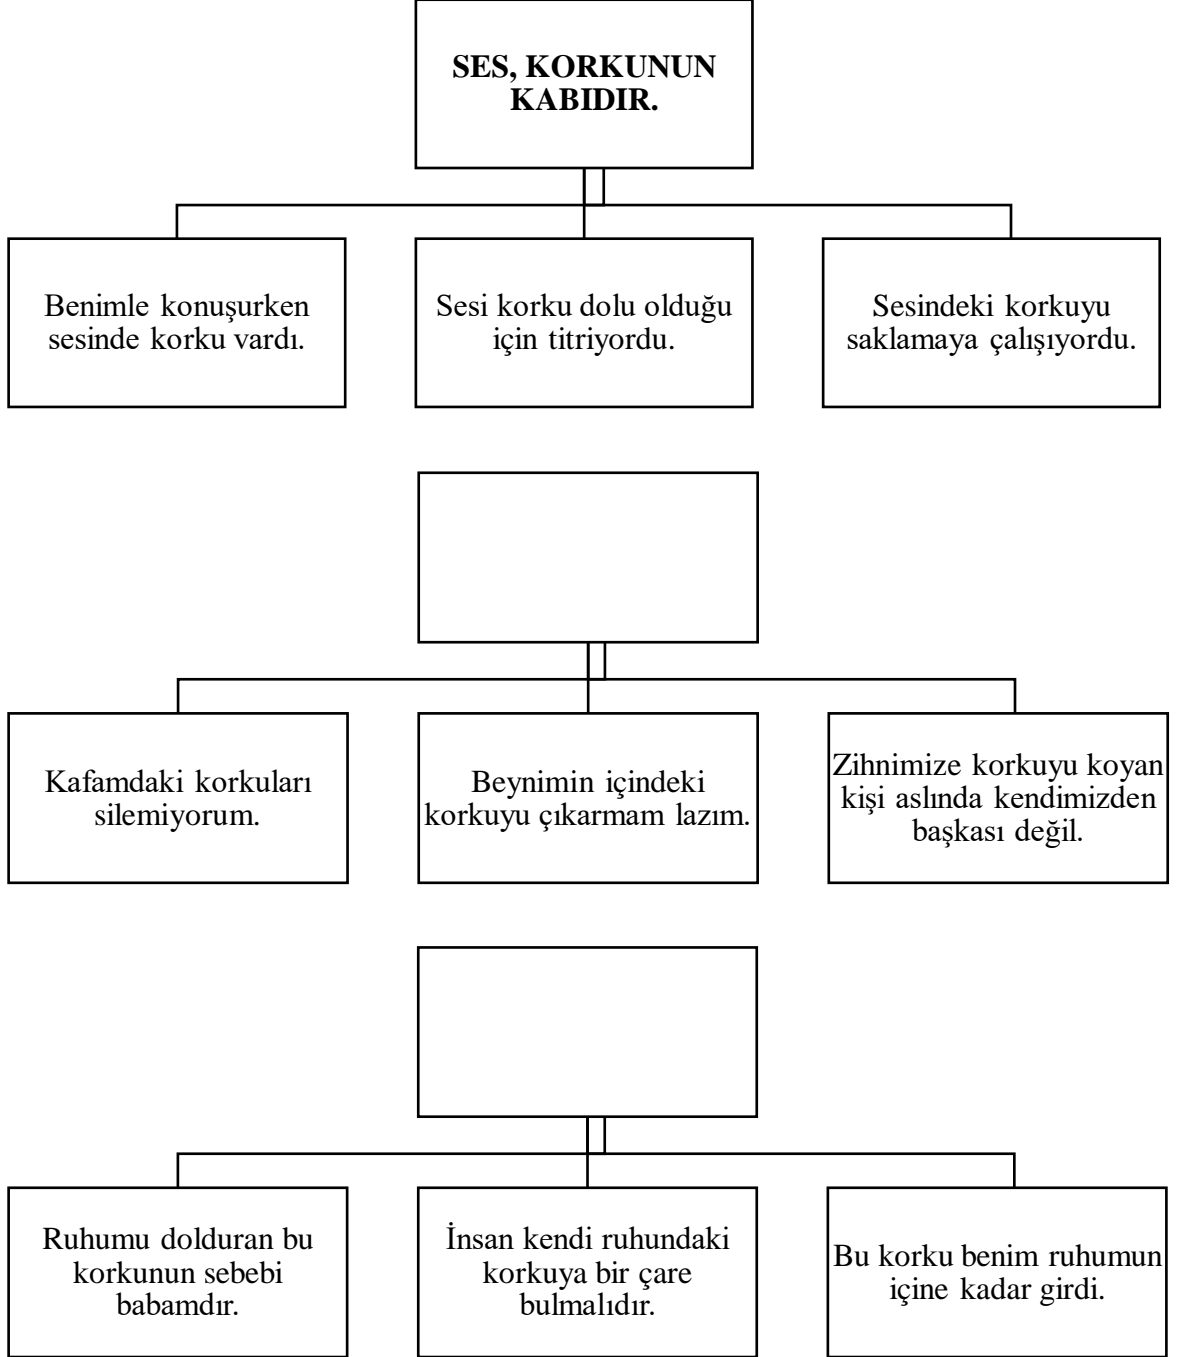 SES, KORKUNUN
KABIDIR.
Benimle konuşurken
sesinde korku vardı.
Sesi korku dolu olduğu
için titriyordu.
Sesindeki korkuyu
saklamaya çalışıyordu.
Kafamdaki korkuları
silemiyorum.
Beynimin içindeki
korkuyu çıkarmam lazım.
Zihnimize korkuyu koyan
kişi aslında kendimizden
başkası değil.
Ruhumu dolduran bu
korkunun sebebi
babamdır.
İnsan kendi ruhundaki
korkuya bir çare
bulmalıdır.
Bu korku benim ruhumun
içine kadar girdi.